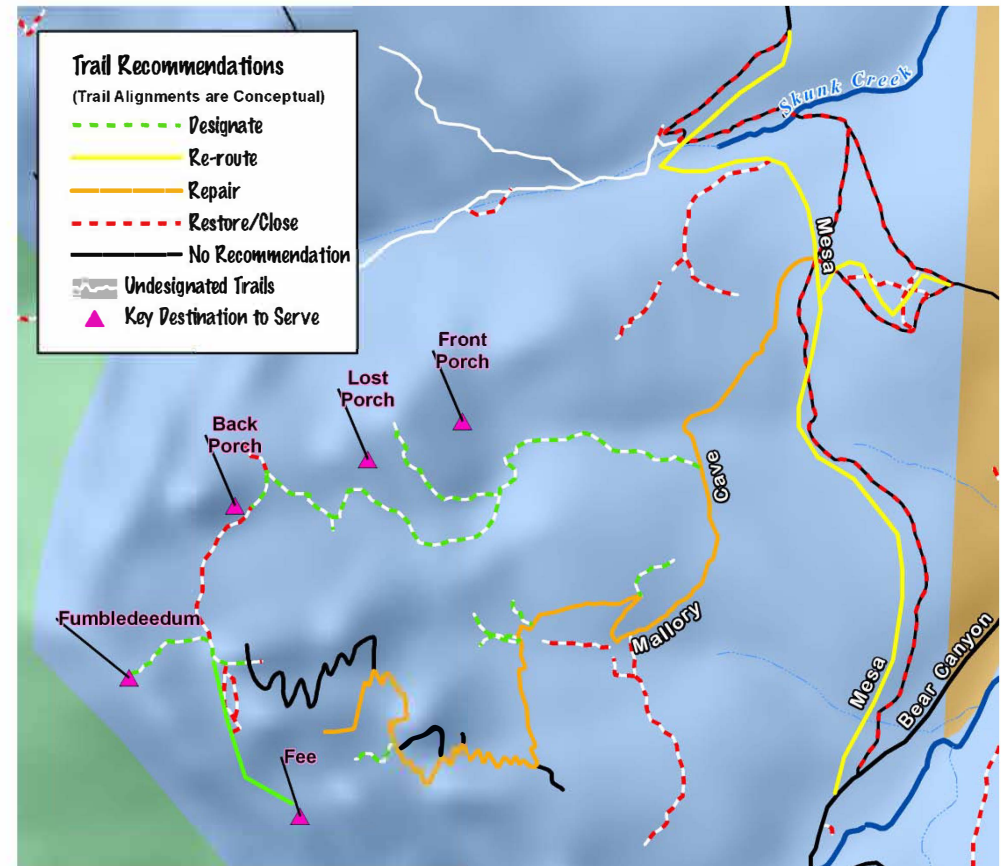 Trail Recommendations
(Trail Alignments are Conceptual)
Designate
Re-route
Repair
Restore/Close
No Recommendation
Undesignated Trails
Key Destination to Serve
Skunk Creek
Mesa
Front
Porch
Lost
Porch
Back
Porch
Cave
Fumbledeedum
Mallory
Mesa
Bear Canyon
Fee